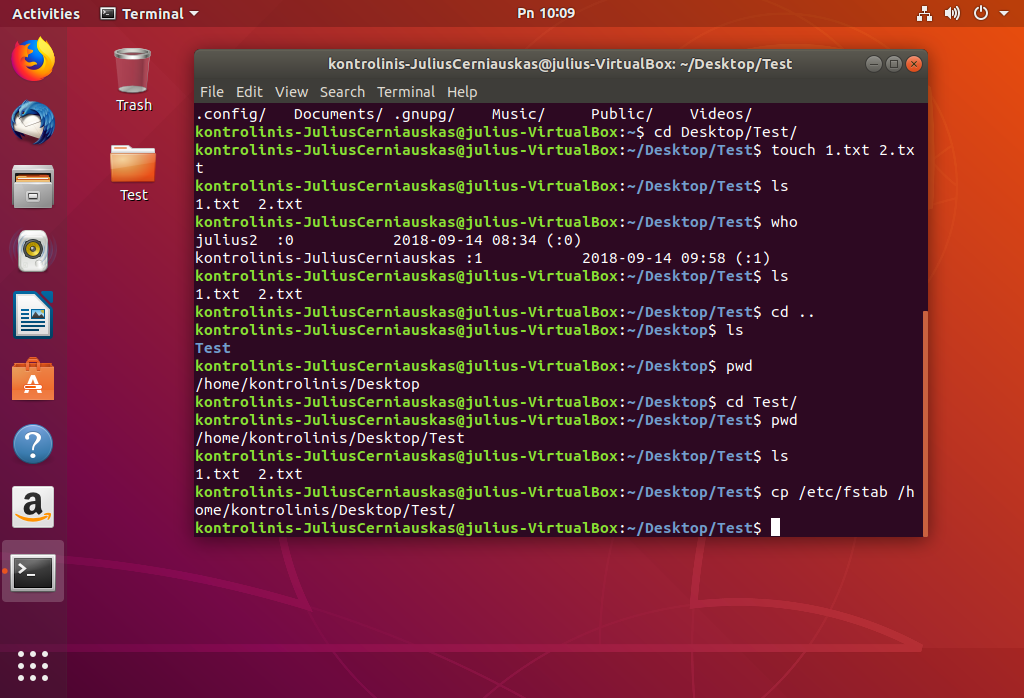 Activities Terminal Pn 10:09
Trash
Test
kontrolinis-JuliusCerniauskas@julius-VirtualBox: ~/Desktop/Test
File Edit View Search Terminal Help
.config/ Documents/ .gnupg/ Music/ Public/ Videos/
kontrolinis-JuliusCerniauskas@julius-VirtualBox:~$ cd Desktop/Test/
kontrolinis-JuliusCerniauskas@julius-VirtualBox:~/Desktop/Test$ touch 1.txt 2.tx
t
kontrolinis-JuliusCerniauskas@julius-VirtualBox:~/Desktop/Test$ ls
1.txt 2.txt
kontrolinis-JuliusCerniauskas@julius-VirtualBox:~/Desktop/Test$ who
julius2 :0 2018-09-14 08:34 (:0)
kontrolinis-JuliusCerniauskas :1 2018-09-14 09:58 (:1)
kontrolinis-JuliusCerniauskas@julius-VirtualBox:~/Desktop/Test$ ls
1.txt 2.txt
kontrolinis-JuliusCerniauskas@julius-VirtualBox:~/Desktop/Test$ cd ..
kontrolinis-JuliusCerniauskas@julius-VirtualBox:~/Desktop$ ls
Test
kontrolinis-JuliusCerniauskas@julius-VirtualBox:~/Desktop$ pwd
/home/kontrolinis/Desktop
kontrolinis-JuliusCerniauskas@julius-VirtualBox:~/Desktop$ cd Test/
kontrolinis-JuliusCerniauskas@julius-VirtualBox:~/Desktop/Test$ pwd
/home/kontrolinis/Desktop/Test
kontrolinis-JuliusCerniauskas@julius-VirtualBox:~/Desktop/Test$ ls
1.txt 2.txt
kontrolinis-JuliusCerniauskas@julius-VirtualBox:~/Desktop/Test$ cp /etc/fstab /h
ome/kontrolinis/Desktop/Test/
kontrolinis-JuliusCerniauskas@julius-VirtualBox:~/Desktop/Test$